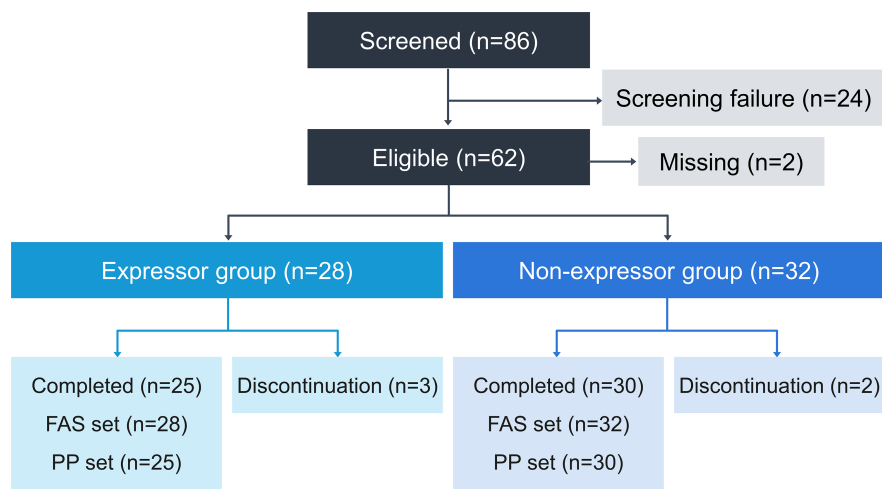 Screened (n=86)
Screening failure (n=24)
Eligible (n=62)
Missing (n=2)
Expressor group (n=28)
Non-expressor group (n=32)
Completed (n=25)
FAS set (n=28)
PP set (n=25)
Discontinuation (n=3)
Completed (n=30)
FAS set (n=32)
PP set (n=30)
Discontinuation (n=2)